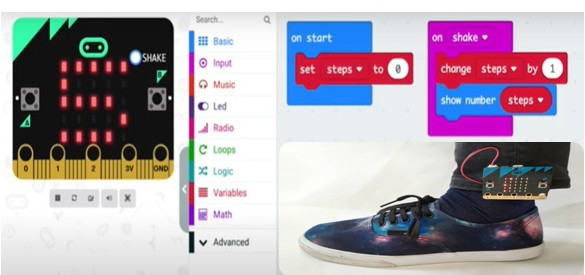 SHAKE
B
A
0 1 2 3V GND
Search...
Basic
Input
Music
Led
Radio
Loops
Logic
Variables
Math
Advanced
on start
set steps to 0
on shake
change steps by 1
show number steps